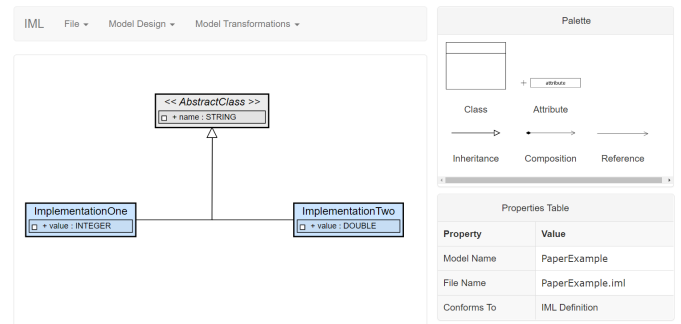 IML File Model Design Model Transformations
<< AbstractClass >>
+ name : STRING
ImplementationOne
+ value : INTEGER
ImplementationTwo
+ value : DOUBLE
Palette
+ attribute
Class Attribute
Inheritance Composition Reference
Properties Table
Property Value
Model Name PaperExample
File Name PaperExample.iml
Conforms To IML Definition